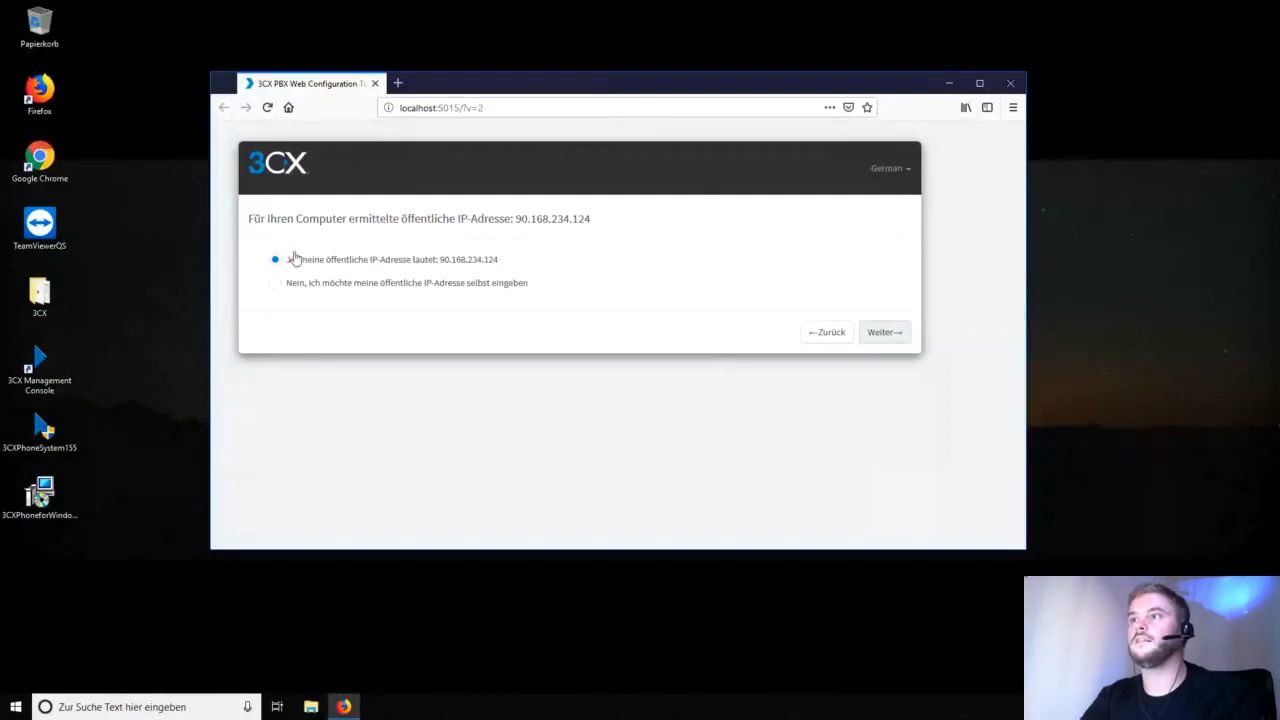 Papierkorb
Firefox
Google Chrome
TeamViewerQS
3CX
3CX Management
Console
3CXPhoneSystem155
3CXPhoneforWindo...
3CX PBX Web Configuration T
localhost:5015/?v=2
3CX
German
Für Ihren Computer ermittelte öffentliche IP-Adresse: 90.168.234.124
meine öffentliche IP-Adresse lautet: 90.168.234.124
Nein, ich möchte meine öffentliche IP-Adresse selbst eingeben
←Zurück
Weiter→
Zur Suche Text hier eingeben